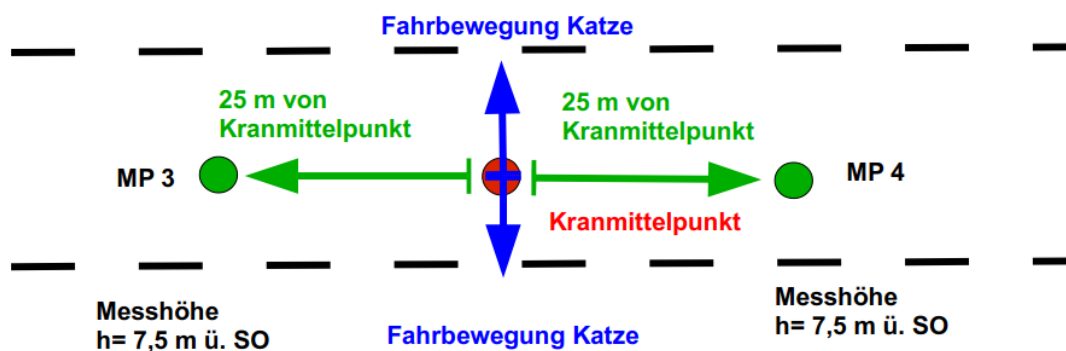 Fahrbewegung Katze
25 m von
Kranmittelpunkt
25 m von
Kranmittelpunkt
MP 3
MP 4
Kranmittelpunkt
Messhöhe
h= 7,5 m ü. SO
Fahrbewegung Katze
Messhöhe
h= 7,5 m ü. SO